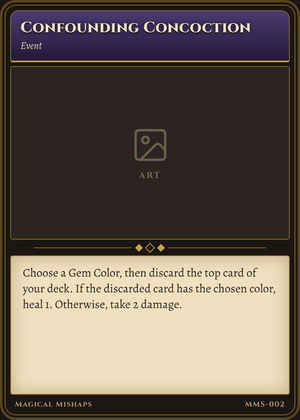 Confounding Concoction
Event
ART
Choose a Gem Color, then discard the top card of
your deck. If the discarded card has the chosen color,
heal 1. Otherwise, take 2 damage.
Magical Mishaps
MMS-002